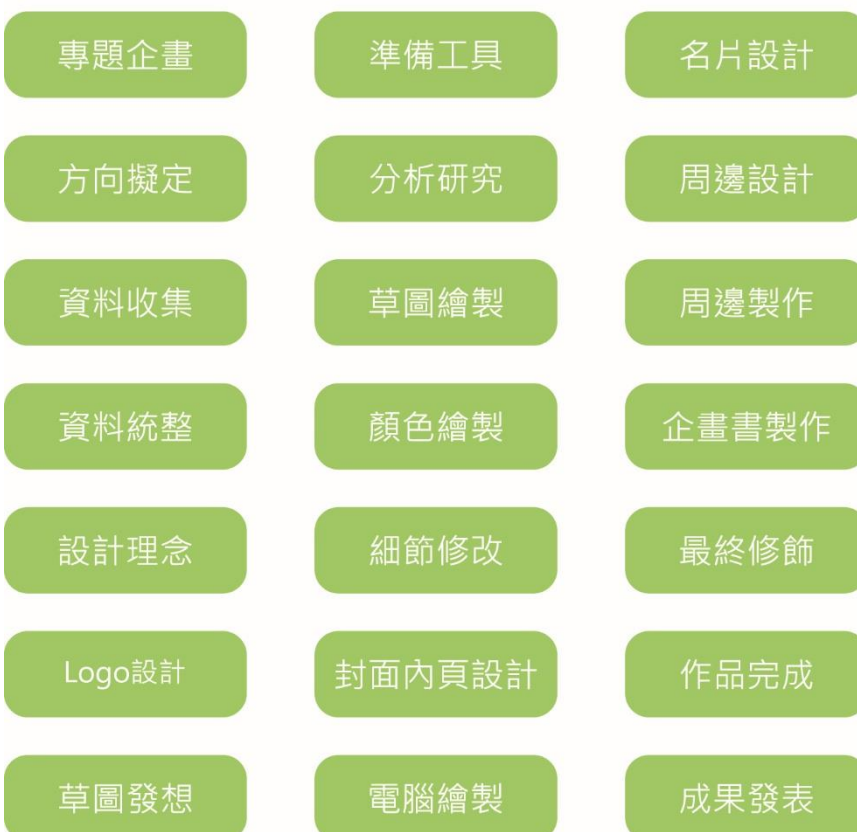 專題企畫
方向擬定
資料收集
資料統整
設計理念
Logo設計
草圖發想
準備工具
分析研究
草圖繪製
顏色繪製
細節修改
封面內頁設計
電腦繪製
名片設計
周邊設計
周邊製作
企畫書製作
最終修飾
作品完成
成果發表